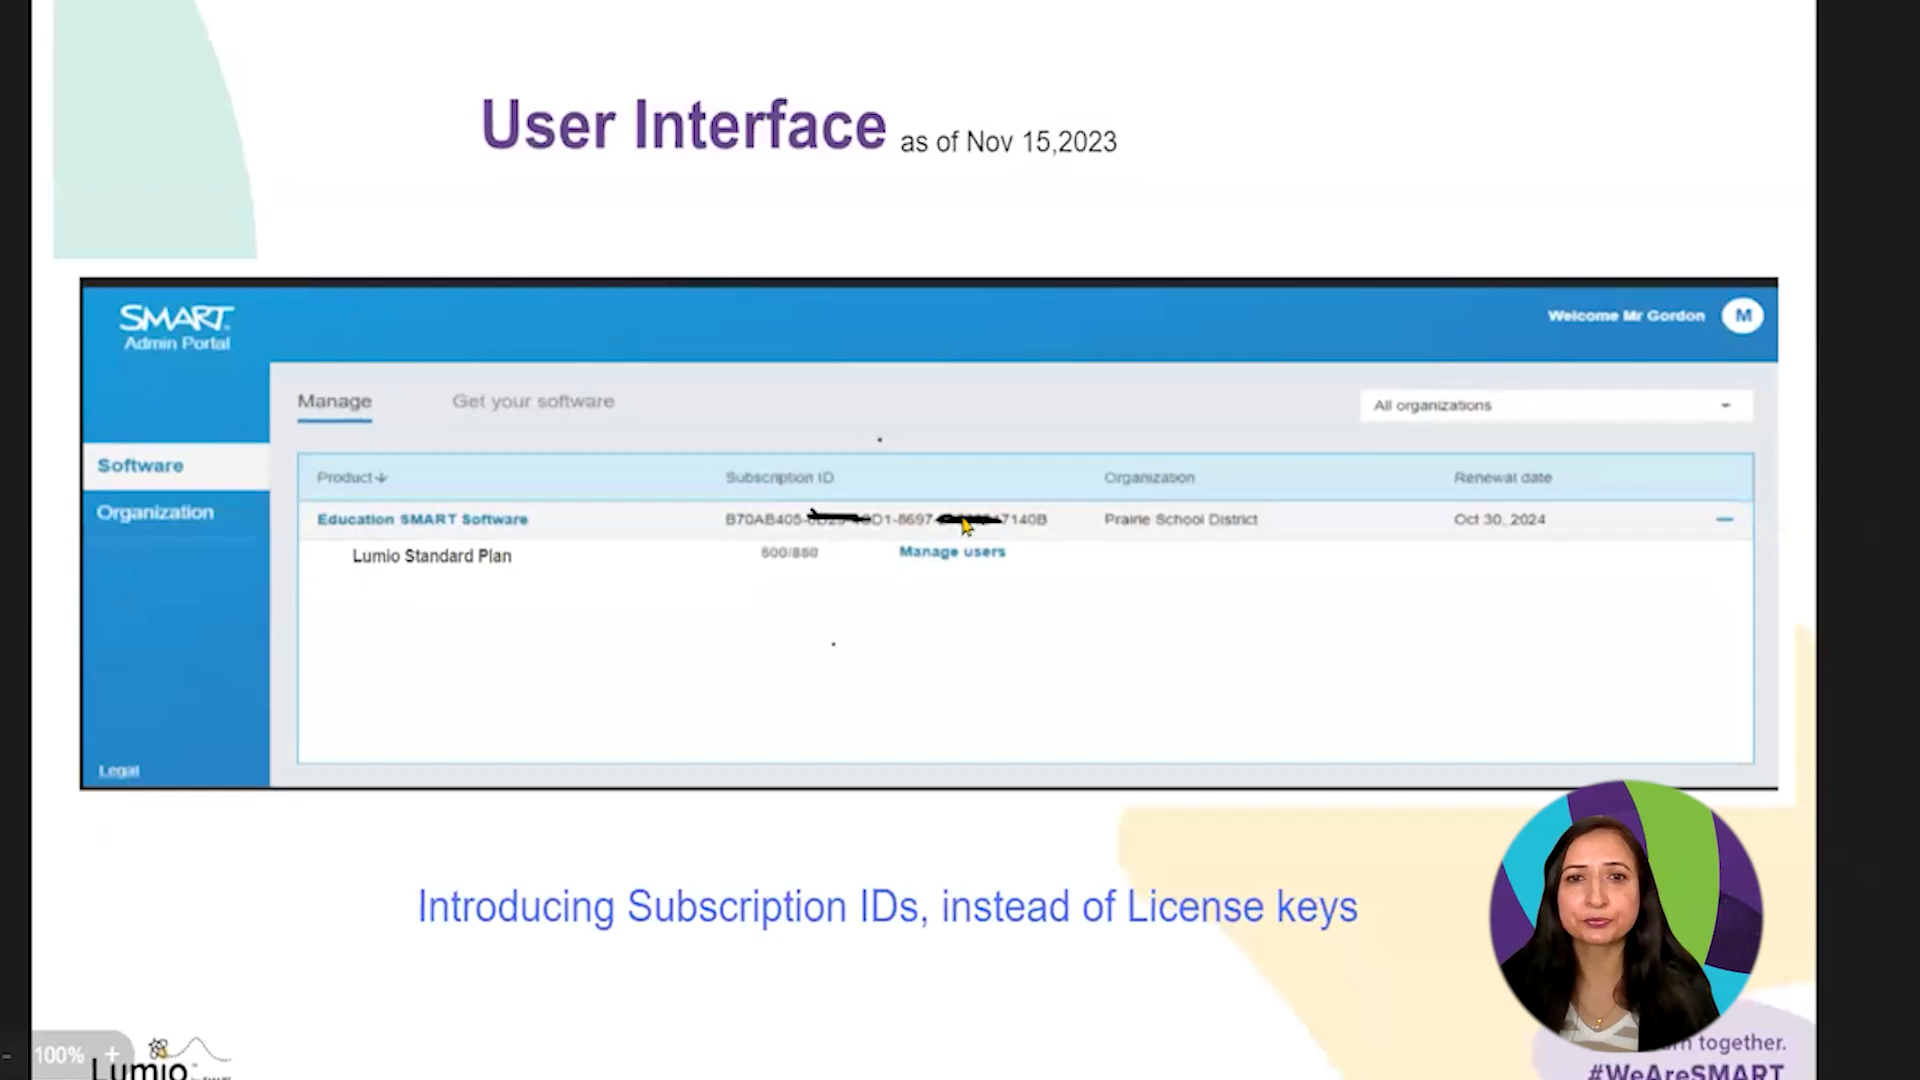 User Interface as of Nov 15,2023
SMART
Admin Portal
Welcome Mr Gordon
M
Manage
Get your software
All organizations
Software
Organization
Legal
Product
Subscription ID
Organization
Renewal date
Education SMART Software
Prairie School District
Oct 30, 2024
Lumio Standard Plan
Manage users
Introducing Subscription IDs, instead of License keys
- 100% +
Lumio
together.
#WeAreSMART